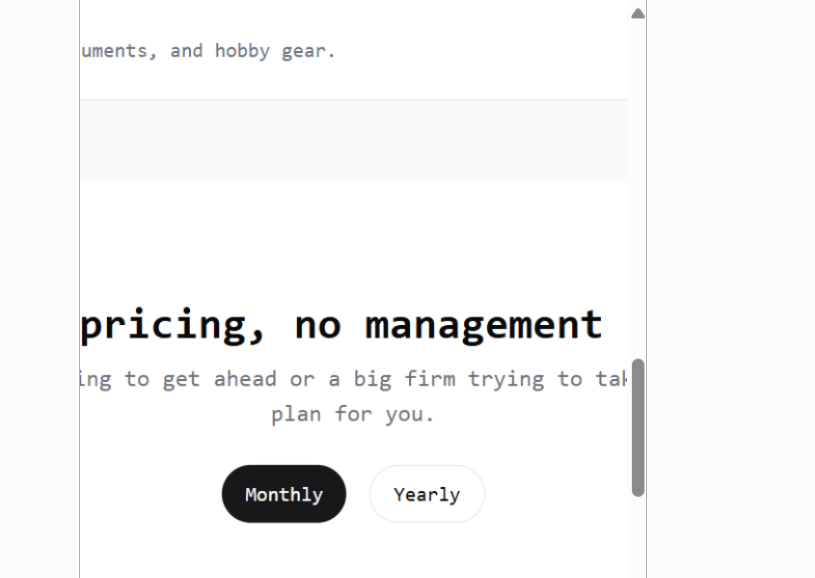 uments, and hobby gear.
pricing, no management
ing to get ahead or a big firm trying to tak
plan for you.
Monthly
Yearly